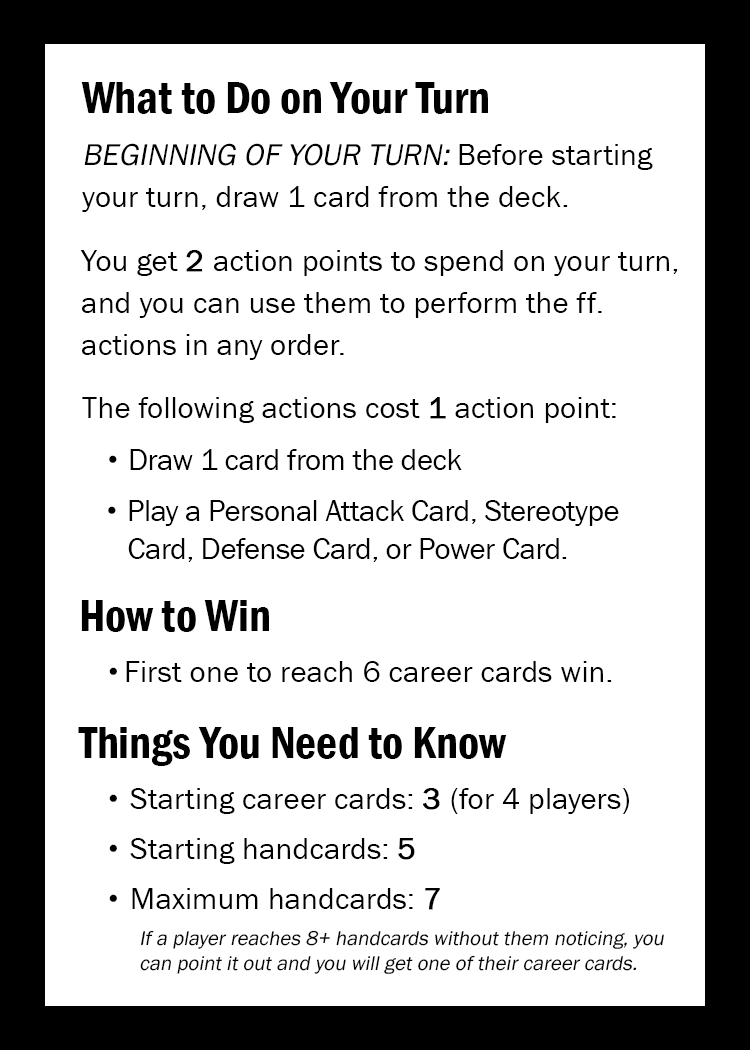 What to Do on Your Turn
BEGINNING OF YOUR TURN: Before starting
your turn, draw 1 card from the deck.
You get 2 action points to spend on your turn,
and you can use them to perform the ff.
actions in any order.
The following actions cost 1 action point:
• Draw 1 card from the deck
• Play a Personal Attack Card, Stereotype
Card, Defense Card, or Power Card.
How to Win
• First one to reach 6 career cards win.
Things You Need to Know
• Starting career cards: 3 (for 4 players)
• Starting handcards: 5
• Maximum handcards: 7
If a player reaches 8+ handcards without them noticing, you
can point it out and you will get one of their career cards.